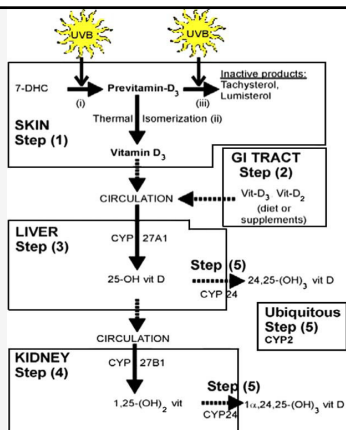 UVB
UVB
7-DHC
(i)
Previtamin-D₃
(iii)
Inactive products:
Tachysterol,
Lumisterol
Thermal Isomerization (ii)
SKIN
Step (1)
Vitamin D₃
GI TRACT
Step (2)
CIRCULATION
Vit-D₃ Vit-D₂
(diet or
supplements)
LIVER
Step (3)
CYP 27A1
25-OH vit D
Step (5)
CYP 24
24,25-(OH)₃ vit D
Ubiquitous
Step (5)
CYP2
CIRCULATION
KIDNEY
Step (4)
CYP 27B1
1,25-(OH)₂ vit
Step (5)
CYP24
1α,24,25-(OH)₃ vit D